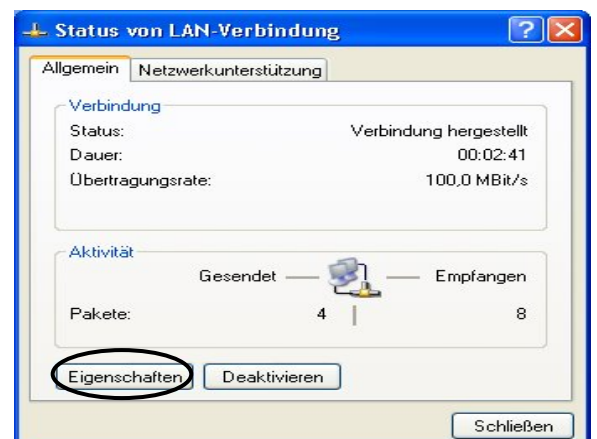 Status von LAN-Verbindung
Allgemein Netzwerkunterstützung
Verbindung
Status: Verbindung hergestellt
Dauer: 00:02:41
Übertragungsrate: 100,0 MBit/s
Aktivität
Gesendet Empfangen
Pakete: 4 8
Eigenschaften Deaktivieren
Schließen